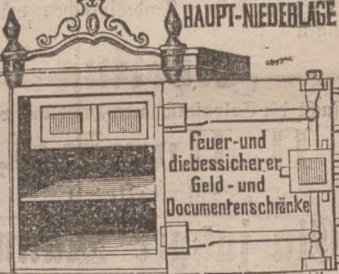 HAUPT-NIEDERLAGE
feuer-und
diebessicherer
Geld-und
Documentenschränke